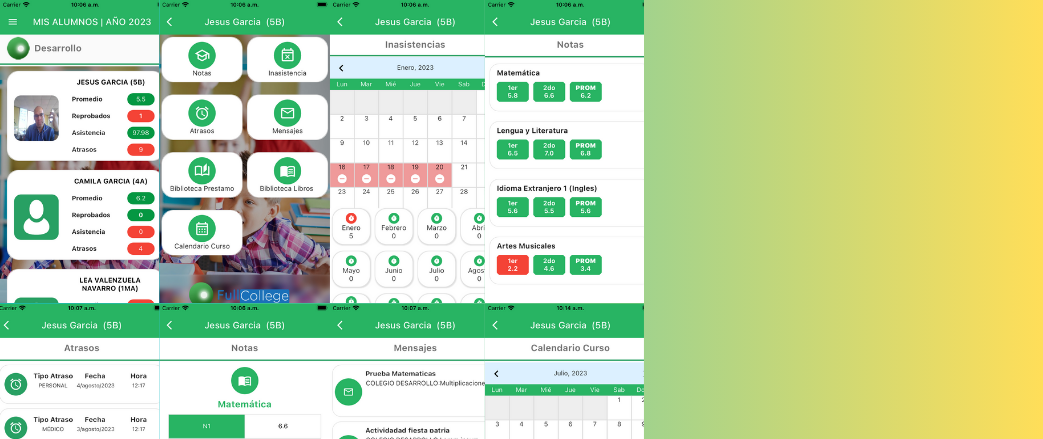 Carrier 10:06 a.m.
MIS ALUMNOS | AÑO 2023
Desarrollo
JESUS GARCIA (5B)
Promedio 5.5
Reprobados 1
Asistencia 97.98
Atrasos 9
CAMILA GARCIA (4A)
Promedio 6.2
Reprobados 0
Asistencia 0
Atrasos 4
LEA VALENZUELA
NAVARRO (1MA)
Carrier 10:06 a.m.
Jesus Garcia (5B)
Notas Inasistencia
Atrasos Mensajes
Biblioteca Prestamo Biblioteca Libros
Calendario Curso
Full College
Carrier 10:06 a.m.
Jesus Garcia (5B)
Inasistencias
Enero, 2023
Lun Mar Mié Jue Vie Sab
2 3 4 5 6 7
9 10 11 12 13 14
16 17 18 19 20 21
23 24 25 26 27 28
Enero Febrero Marzo Abri
5 0 0
Mayo Junio Julio Agos
0 0 0
Carrier 10:06 a.m.
Jesus Garcia (5B)
Notas
Matemática
1er 2do PROM
5.8 6.6 6.2
Lengua y Literatura
1er 2do PROM
6.5 7.0 6.8
Idioma Extranjero 1 (Ingles)
1er 2do PROM
5.6 5.5 5.6
Artes Musicales
1er 2do PROM
2.2 4.6 3.4
Carrier 10:07 a.m.
Jesus Garcia (5B)
Atrasos
Tipo Atraso Fecha Hora
PERSONAL 4/agosto/2023 12:17
Tipo Atraso Fecha Hora
MEDICO 3/agosto/2023 12:17
Carrier 10:06 a.m.
Jesus Garcia (5B)
Notas
Matemática
N1 6.6
Carrier 10:07 a.m.
Jesus Garcia (5B)
Mensajes
Prueba Matematicas
COLEGIO DESARROLLO.Multiplicacione
Actividadad fiesta patria
Carrier 10:14 a.m.
Jesus Garcia (5B)
Calendario Curso
Julio, 2023
Lun Mar Mié Jue Vie Sab Do
1 2
3 4 5 6 7 8 9